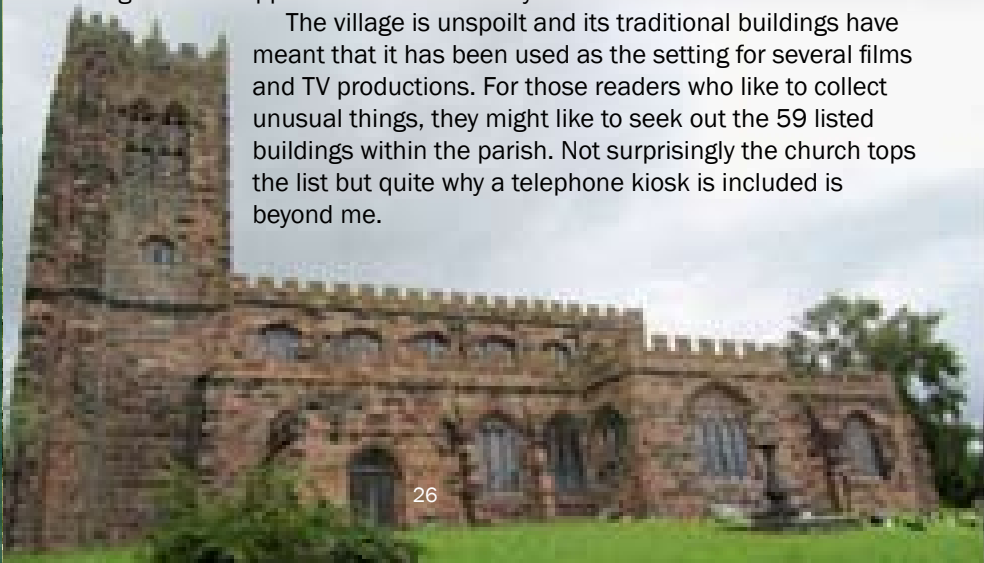 The village is unspoilt and its traditional buildings have
meant that it has been used as the setting for several films
and TV productions. For those readers who like to collect
unusual things, they might like to seek out the 59 listed
buildings within the parish. Not surprisingly the church tops
the list but quite why a telephone kiosk is included is
beyond me.
26